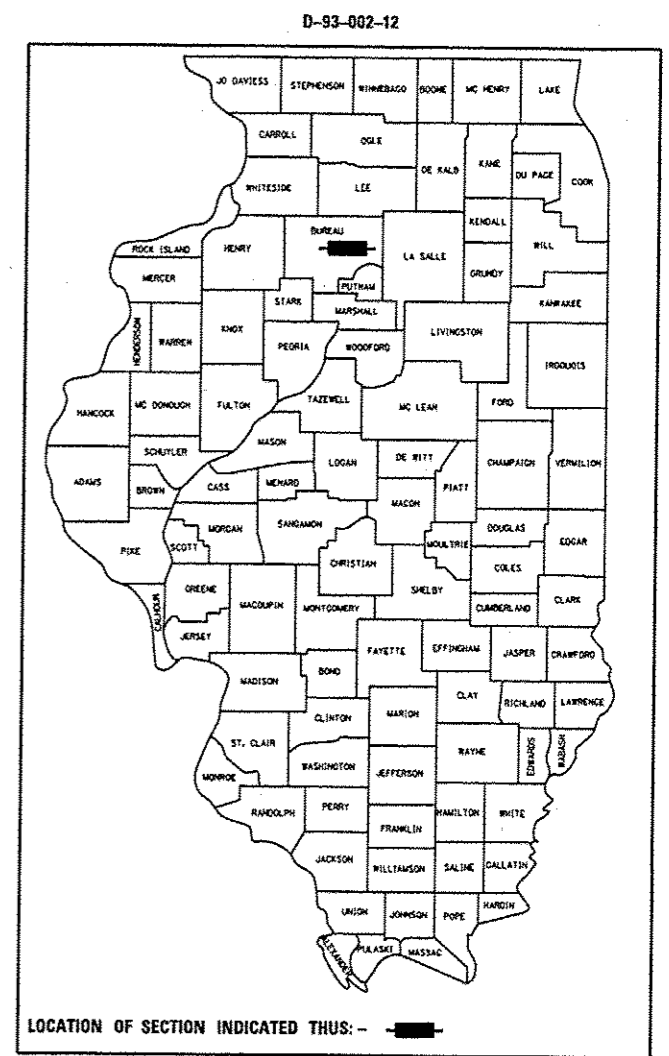 D-93-002-12
JO DAVIESS STEPHENSON WINNEBAGO BOONE MC HENRY LAKE
CARROLL OGLE DE KALB KANE DU PAGE COOK
WHITESIDE LEE
KENDALL WILL
ROCK ISLAND HENRY BUREAU LA SALLE GRUNDY
MERCER PUTNAM KANKAKEE
STARK MARSHALL
HENDERSON WARREN KNOX PEORIA WOODFORD LIVINGSTON IROQUOIS
HANCOCK MC DONOUGH FULTON TAZEWELL MC LEAN FORD
SCHUYLER MASON LOGAN DE WITT CHAMPAIGN VERMILION
ADAMS BROWN CASS MENARD MACON PIATT
PIKE SCOTT MORGAN SANGAMON MOULTRIE DOUGLAS EDGAR
CHRISTIAN COLES
CALHOUN GREENE MACOUPIN MONTGOMERY SHELBY CUMBERLAND CLARK
JERSEY FAYETTE EFFINGHAM JASPER CRAWFORD
MADISON BOND CLAY RICHLAND LAWRENCE
CLINTON MARION
ST. CLAIR WASHINGTON JEFFERSON WAYNE EDWARDS WABASH
MONROE
RANDOLPH PERRY FRANKLIN HAMILTON WHITE
JACKSON WILLIAMSON SALINE GALLATIN
UNION JOHNSON POPE HARDIN
ALEXANDER PULASKI MASSAC
LOCATION OF SECTION INDICATED THUS: -